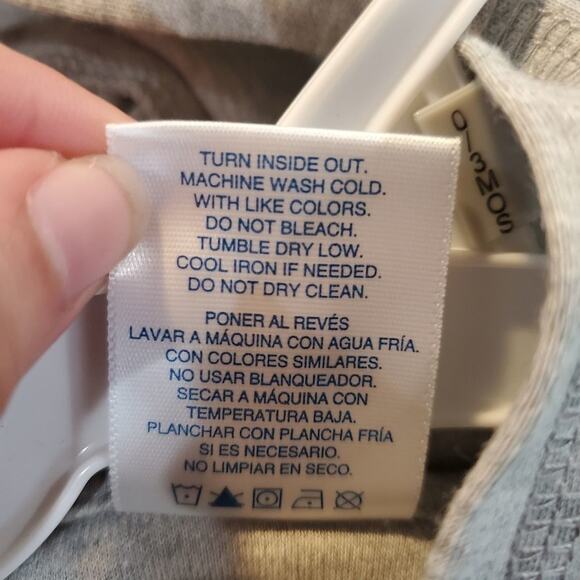 TURN INSIDE OUT.
MACHINE WASH COLD.
WITH LIKE COLORS.
DO NOT BLEACH.
TUMBLE DRY LOW.
COOL IRON IF NEEDED.
DO NOT DRY CLEAN.
PONER AL REVÉS
LAVAR A MÁQUINA CON AGUA FRÍA.
CON COLORES SIMILARES.
NO USAR BLANQUEADOR.
SECAR A MÁQUINA CON
TEMPERATURA BAJA.
PLANCHAR CON PLANCHA FRÍA
SI ES NECESARIO.
NO LIMPIAR EN SECO.
0/3MOS